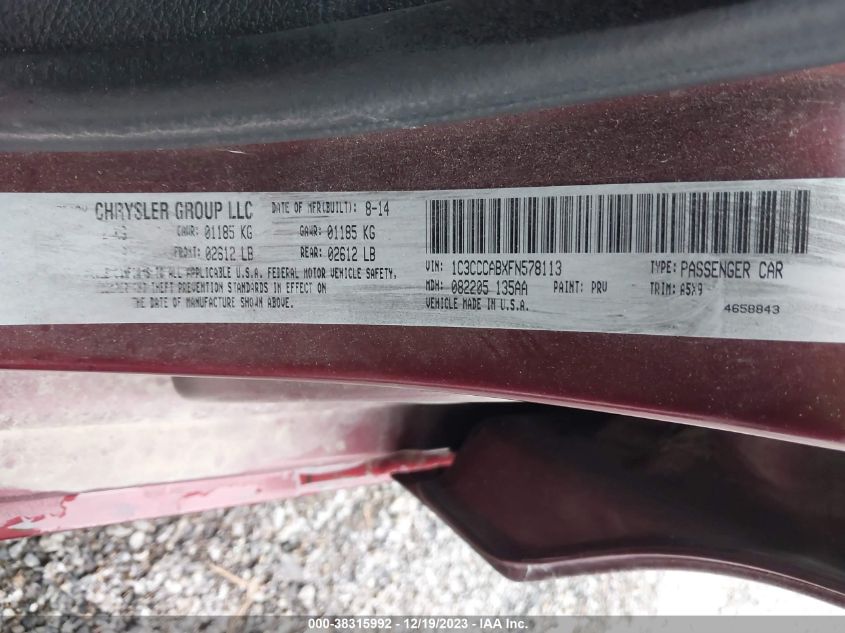 CHRYSLER GROUP LLC
DATE OF MFR(BUILT): 8-14
GAWR: 01185 KG
GAWR: 01185 KG
FRONT: 02612 LB
REAR: 02612 LB
IN ALL APPLICABLE U.S.A. FEDERAL MOTOR VEHICLE SAFETY,
THEFT PREVENTION STANDARDS IN EFFECT ON
THE DATE OF MANUFACTURE SHOWN ABOVE.
VIN: 1C3CCCABXFN578113
TYPE: PASSENGER CAR
MDH: 082205 135AA
PAINT: PRV
TRIM: A5X9
VEHICLE MADE IN U.S.A.
4658843
000-38315992 - 12/19/2023 - IAA Inc.